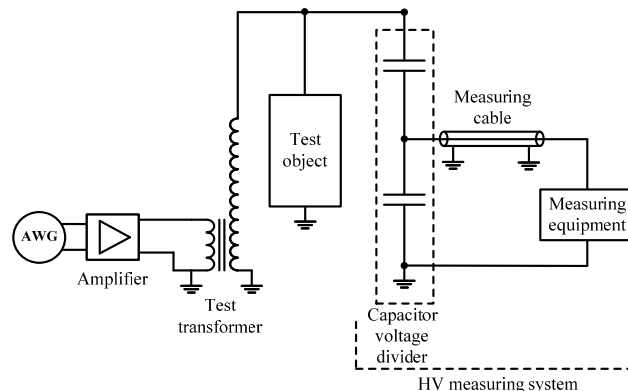 Measuring
cable
Test
object
Measuring
equipment
AWG
Amplifier
Test
transformer
Capacitor
voltage
divider
HV measuring system